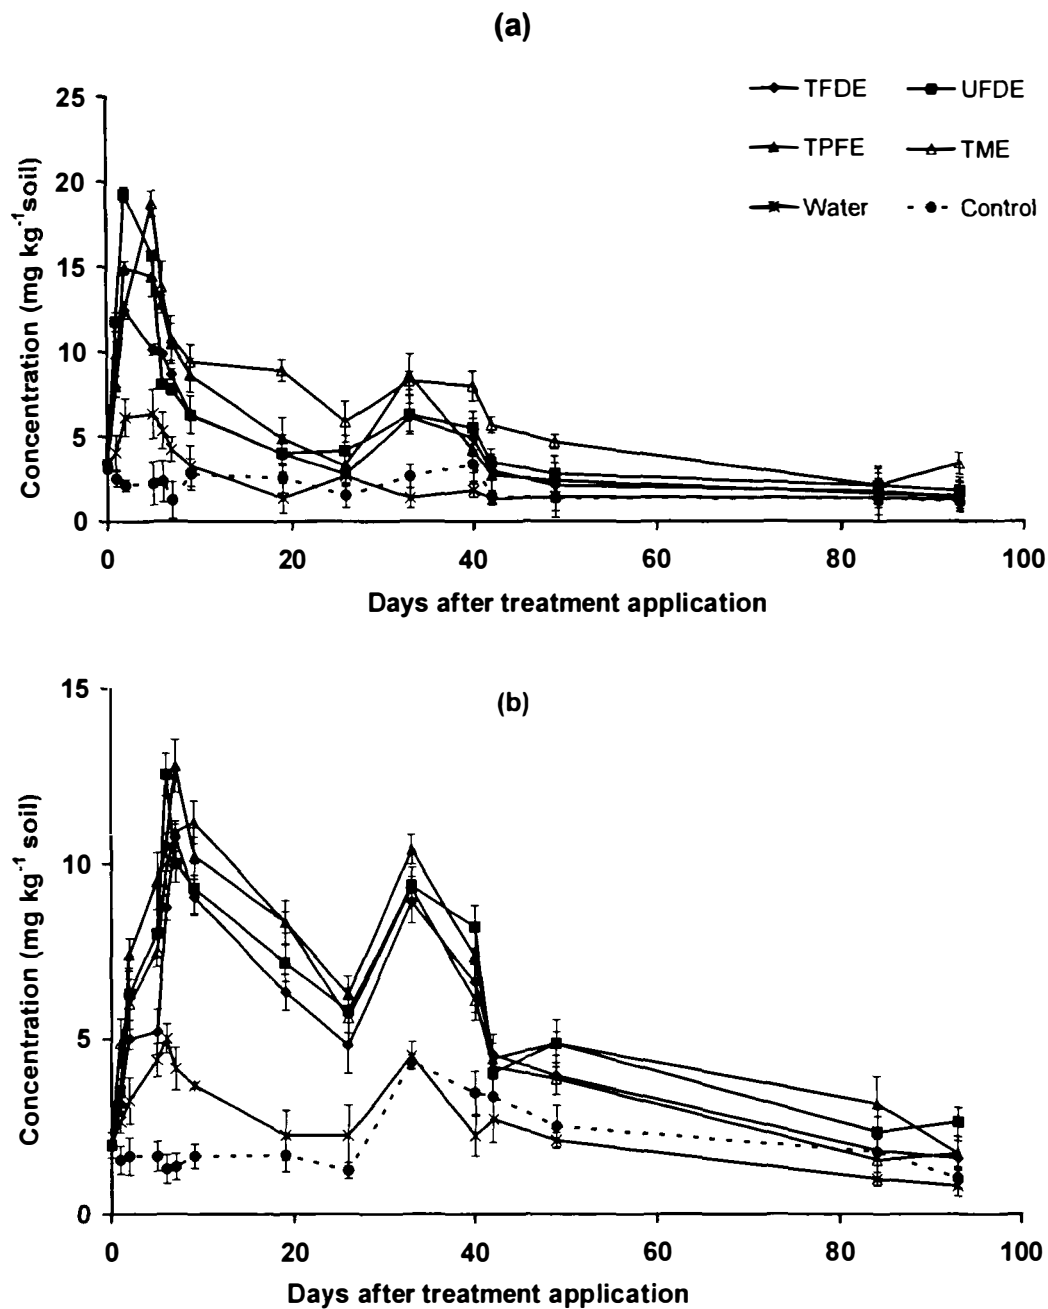 (a)
25
20
15
10
5
0
Concentration (mg kg⁻¹ soil)
TFDE UFDE
TPFE TME
Water Control
0 20 40 60 80 100
Days after treatment application
(b)
15
10
5
0
Concentration (mg kg⁻¹ soil)
0 20 40 60 80 100
Days after treatment application